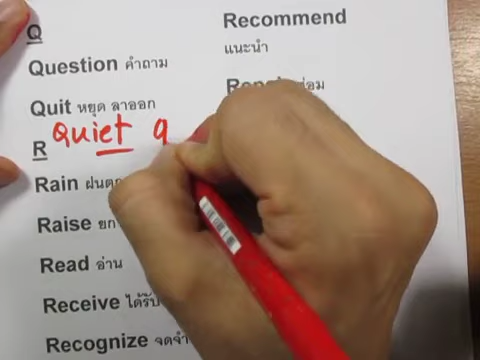 Q
Question คำถาม
Quit หยุด ลาออก
Quiet q
R
Rain
Raise
Read อ่าน
Receive ได้รับ
Recognize
Recommend
แนะนำ